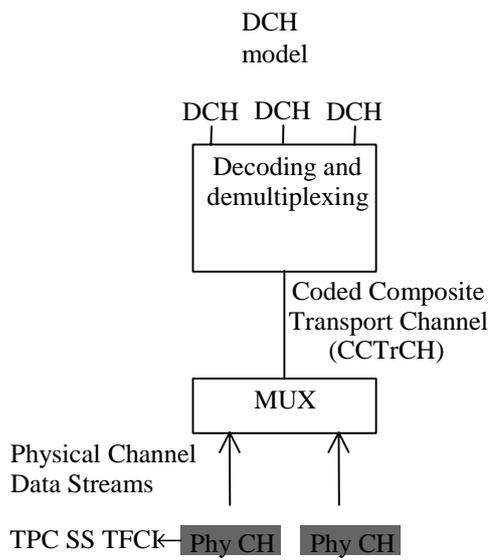 DCH
model
DCH DCH DCH
Decoding and
demultiplexing
Coded Composite
Transport Channel
(CCTrCH)
MUX
Physical Channel
Data Streams
TPC SS TFCI Phy CH Phy CH